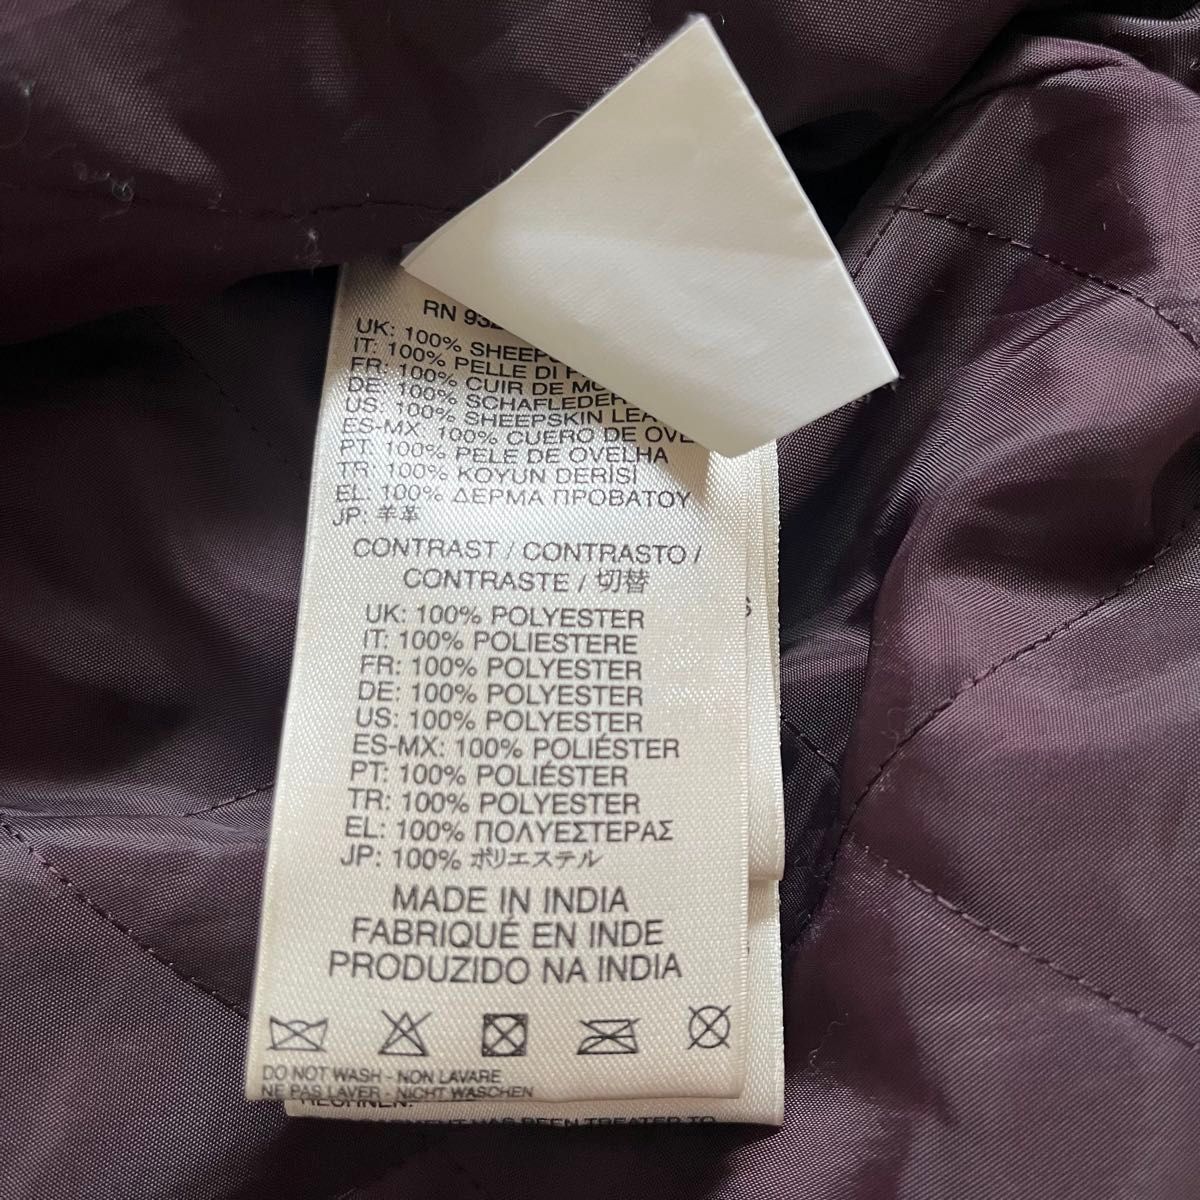 RN
UK: 100%
IT: 100% PELLE DI
FR: 100% CUIR DE
DE: 100% SCHAFLEDER
US: 100% SHEEPSKIN
ES-MX: 100% CUERO DE
PT: 100% PELE DE OVELHA
TR: 100% KOYUN DERİSİ
EL: 100% ΔΕΡΜΑ ΠΡΟΒΑΤΟΥ
JP: 羊革
CONTRAST / CONTRASTO /
CONTRASTE / 切替
UK: 100% POLYESTER
IT: 100% POLIESTERE
FR: 100% POLYESTER
DE: 100% POLYESTER
US: 100% POLYESTER
ES-MX: 100% POLIÉSTER
PT: 100% POLIÉSTER
TR: 100% POLYESTER
EL: 100% ΠΟΛΥΕΣΤΕΡΑΣ
JP: 100% ポリエステル
MADE IN INDIA
FABRIQUÉ EN INDE
PRODUZIDO NA INDIA
DO NOT WASH - NON LAVARE
NE PAS LAVER - NICHT WASCHEN
HAS BEEN TREATED TO